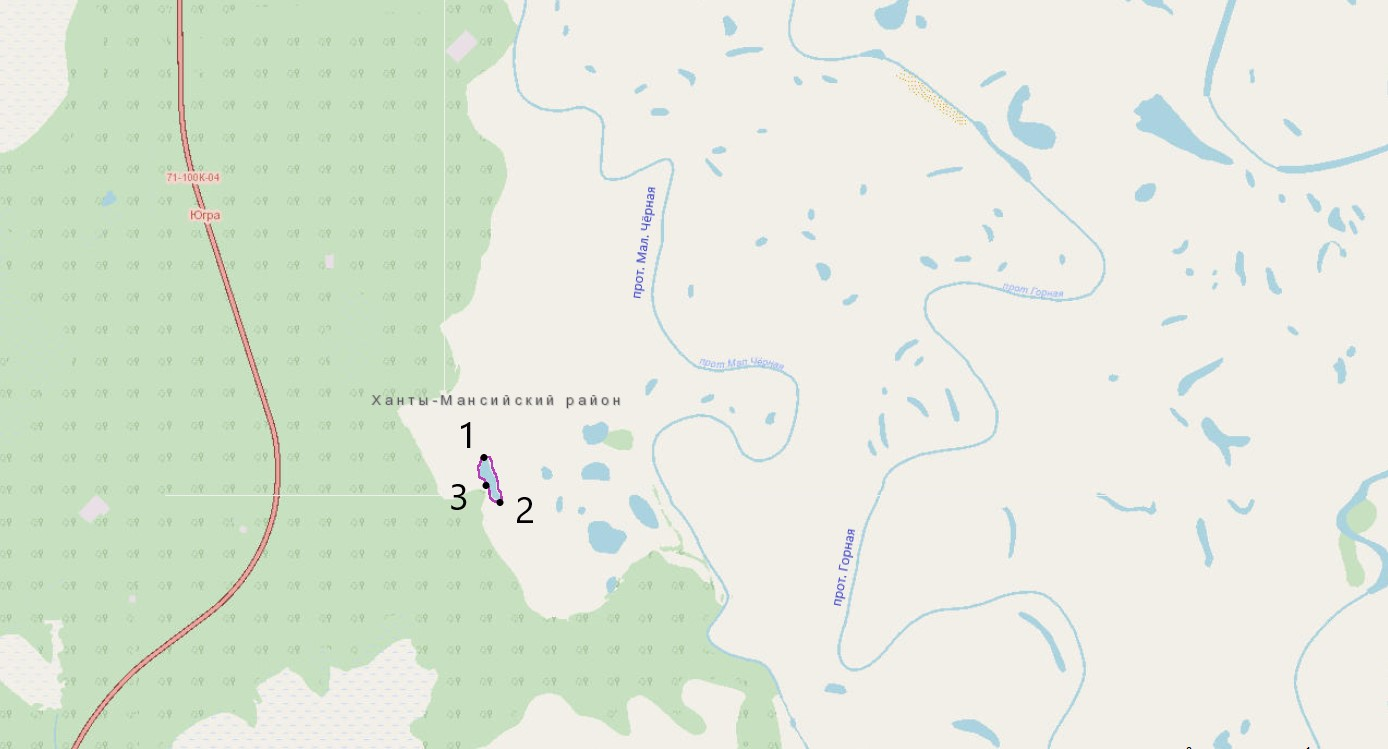 71-100K-04
Югра
прот. Мал. Чёрная
прот. Горная
прот. Мал. Чёрная
Ханты-Мансийский район
1
3
2
прот. Горная